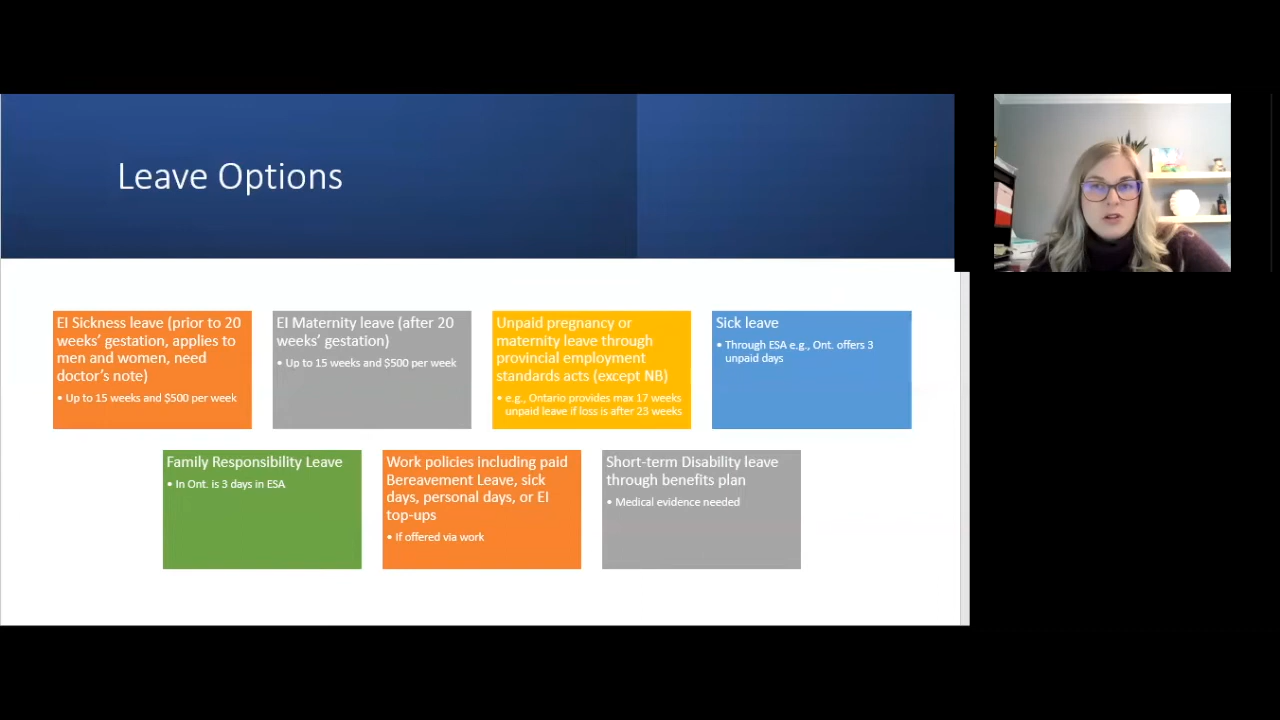 Leave Options
EI Sickness leave (prior to 20
weeks' gestation, applies to
men and women, need
doctor's note)
• Up to 15 weeks and $500 per week
EI Maternity leave (after 20
weeks' gestation)
• Up to 15 weeks and $500 per week
Unpaid pregnancy or
maternity leave through
provincial employment
standards acts (except NB)
• e.g., Ontario provides max 17 weeks
unpaid leave if loss is after 23 weeks
Sick leave
• Through ESA e.g., Ont. offers 3
unpaid days
Family Responsibility Leave
• In Ont. is 3 days in ESA
Work policies including paid
Bereavement Leave, sick
days, personal days, or EI
top-ups
• If offered via work
Short-term Disability leave
through benefits plan
• Medical evidence needed